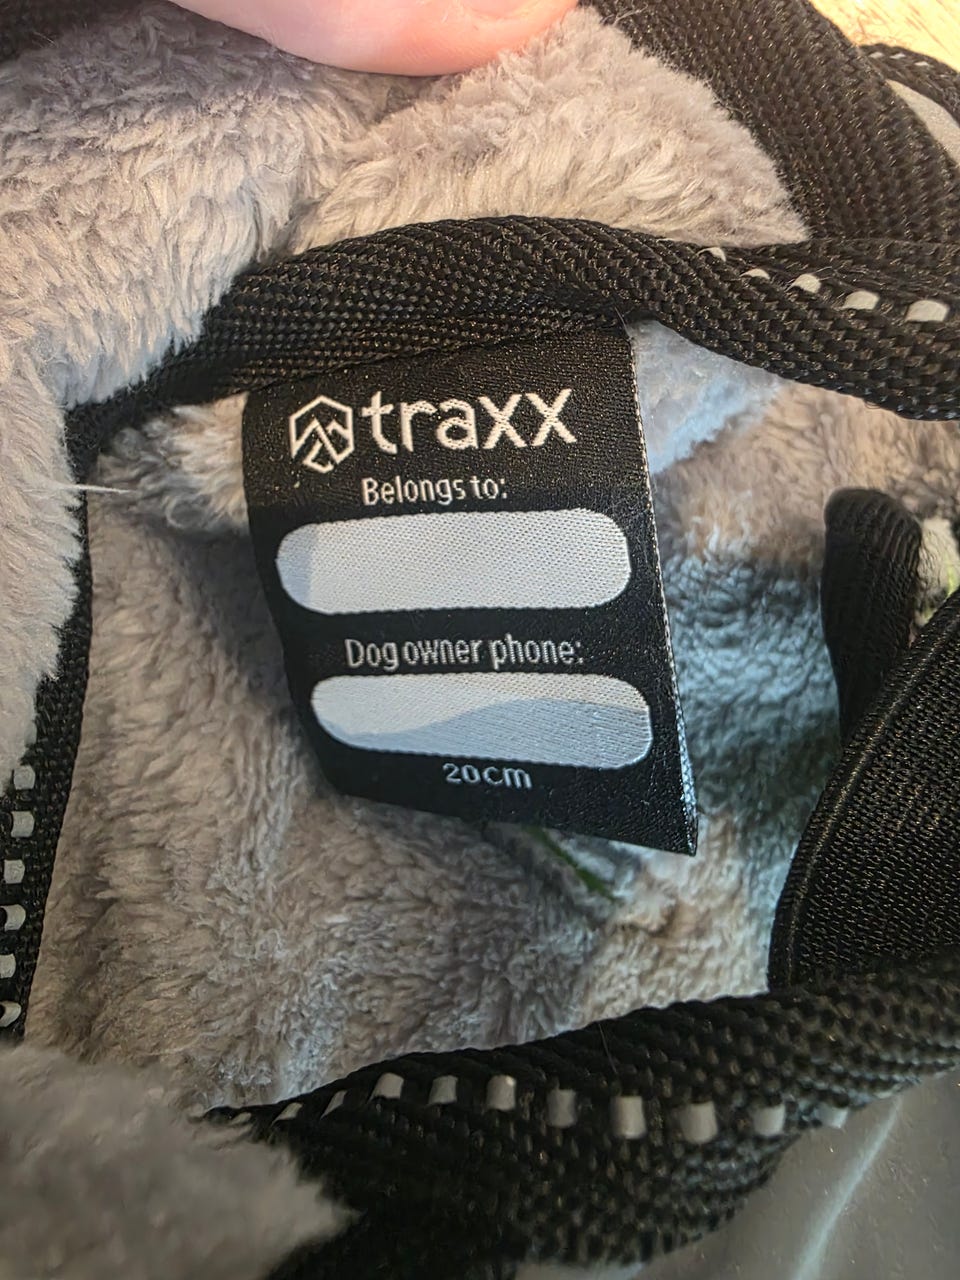 traxx
Belongs to:
Dog owner phone:
20cm